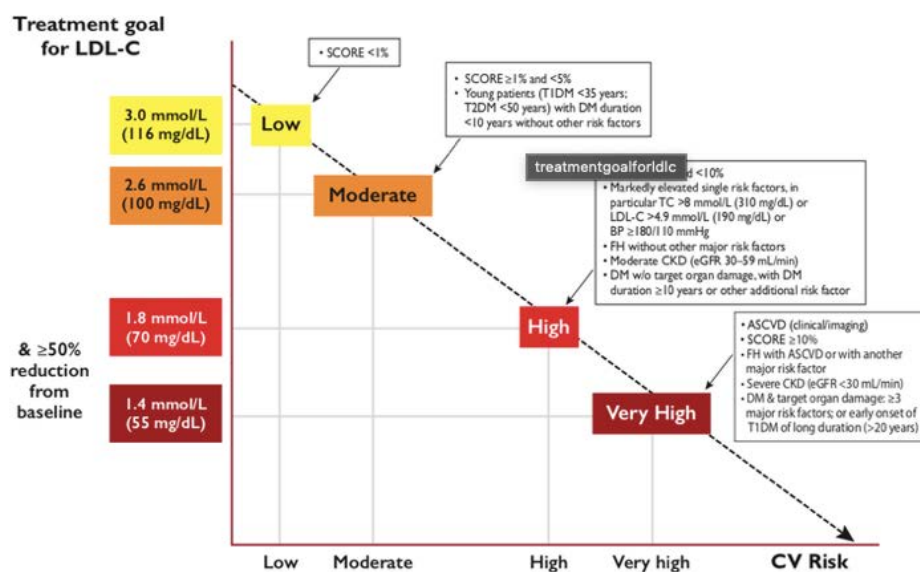 Treatment goal
for LDL-C
• SCORE <1%
• SCORE ≥1% and <5%
• Young patients (T1DM <35 years;
T2DM <50 years) with DM duration
<10 years without other risk factors
3.0 mmol/L
(116 mg/dL)
Low
2.6 mmol/L
(100 mg/dL)
Moderate
treatmentgoalforldlc
<10%
• Markedly elevated single risk factors, in
particular TC >8 mmol/L (310 mg/dL) or
LDL-C >4.9 mmol/L (190 mg/dL) or
BP ≥180/110 mmHg
• FH without other major risk factors
• Moderate CKD (eGFR 30–59 mL/min)
• DM w/o target organ damage, with DM
duration ≥10 years or other additional risk factor
1.8 mmol/L
(70 mg/dL)
High
& ≥50%
reduction
from
baseline
1.4 mmol/L
(55 mg/dL)
Very High
• ASCVD (clinical/imaging)
• SCORE ≥10%
• FH with ASCVD or with another
major risk factor
• Severe CKD (eGFR <30 mL/min)
• DM & target organ damage: ≥3
major risk factors; or early onset of
T1DM of long duration (>20 years)
Low
Moderate
High
Very high
CV Risk